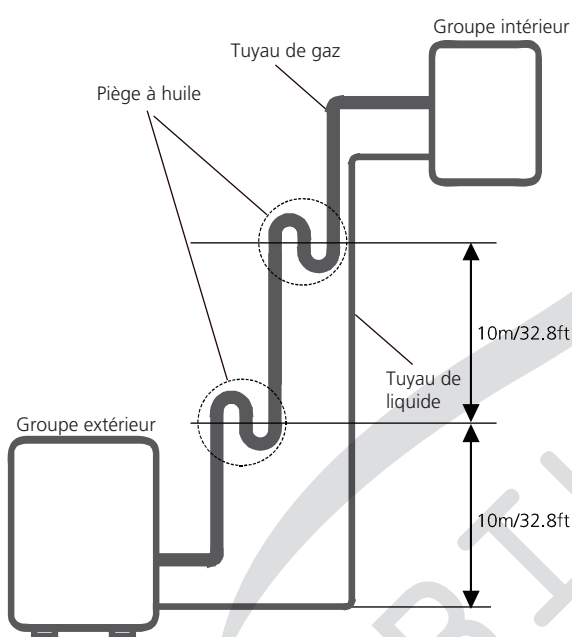 Groupe intérieur
Tuyau de gaz
Piège à huile
10m/32.8ft
Tuyau de
liquide
Groupe extérieur
10m/32.8ft